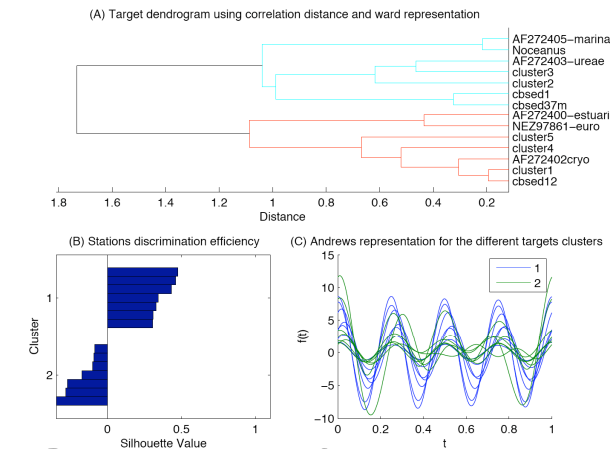 (A) Target dendrogram using correlation distance and ward representation
AF272405-marina
Noceanus
AF272403-ureae
cluster3
cluster2
cbsed1
cbsed37m
AF272400-estuari
NEZ97861-euro
cluster5
cluster4
AF272402cryo
cluster1
cbsed12
1.8 1.6 1.4 1.2 1 0.8 0.6 0.4 0.2
Distance
(B) Stations discrimination efficiency
1
2
Cluster
0 0.5 1
Silhouette Value
(C) Andrews representation for the different targets clusters
15
10
5
0
-5
-10
f(t)
1
2
0 0.2 0.4 0.6 0.8 1
t